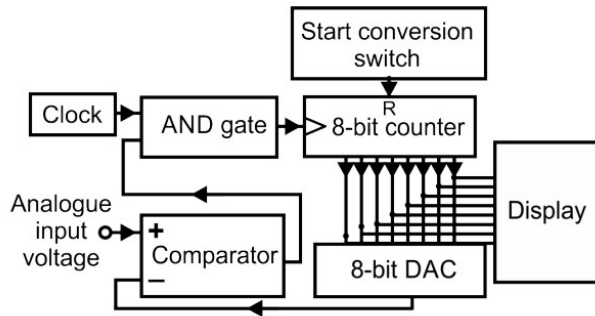 Start conversion
switch
Clock
AND gate
R
8-bit counter
Analogue
input
voltage
+
Comparator
−
8-bit DAC
Display